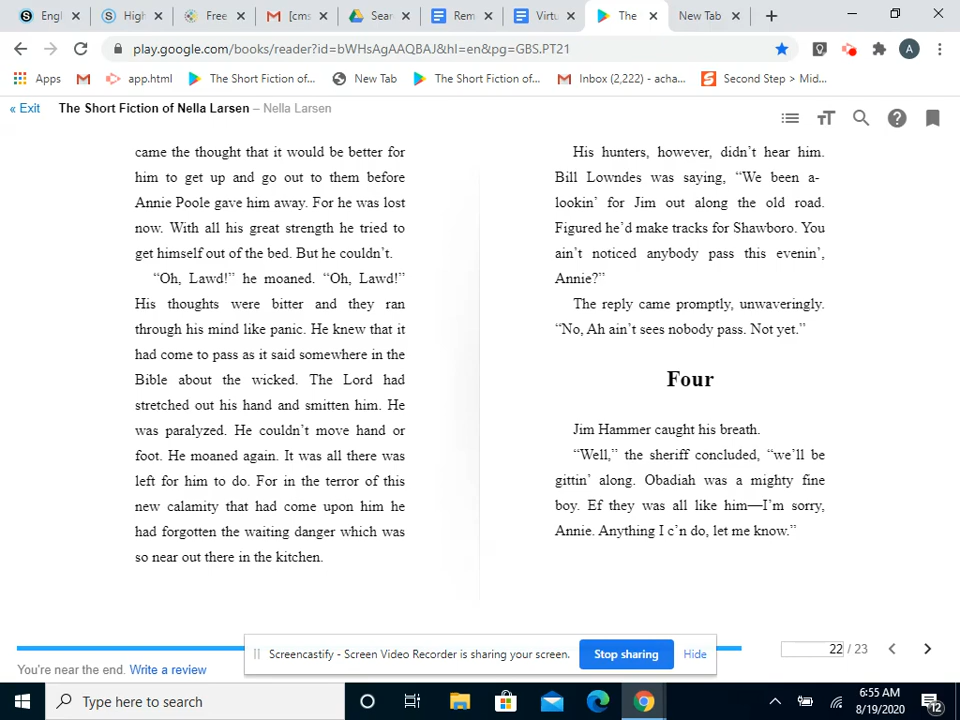 Engl
High
Free
[cms
Sear
Rem
Virtu
The
New Tab
play.google.com/books/reader?id=bWHsAgAAQBAJ&hl=en&pg=GBS.PT21
A
Apps
app.html
The Short Fiction of...
New Tab
The Short Fiction of...
Inbox (2,222) - acha...
Second Step > Mid...
« Exit
The Short Fiction of Nella Larsen – Nella Larsen
came the thought that it would be better for
him to get up and go out to them before
Annie Poole gave him away. For he was lost
now. With all his great strength he tried to
get himself out of the bed. But he couldn’t.
“Oh, Lawd!” he moaned. “Oh, Lawd!”
His thoughts were bitter and they ran
through his mind like panic. He knew that it
had come to pass as it said somewhere in the
Bible about the wicked. The Lord had
stretched out his hand and smitten him. He
was paralyzed. He couldn’t move hand or
foot. He moaned again. It was all there was
left for him to do. For in the terror of this
new calamity that had come upon him he
had forgotten the waiting danger which was
so near out there in the kitchen.
His hunters, however, didn’t hear him.
Bill Lowndes was saying, “We been a-
lookin’ for Jim out along the old road.
Figured he’d make tracks for Shawboro. You
ain’t noticed anybody pass this evenin’,
Annie?”
The reply came promptly, unwaveringly.
“No, Ah ain’t sees nobody pass. Not yet.”
Four
Jim Hammer caught his breath.
“Well,” the sheriff concluded, “we’ll be
gittin’ along. Obadiah was a mighty fine
boy. Ef they was all like him—I’m sorry,
Annie. Anything I c’n do, let me know.”
Screencastify - Screen Video Recorder is sharing your screen.
Stop sharing
Hide
22 / 23
You're near the end. Write a review
Type here to search
6:55 AM
8/19/2020
12